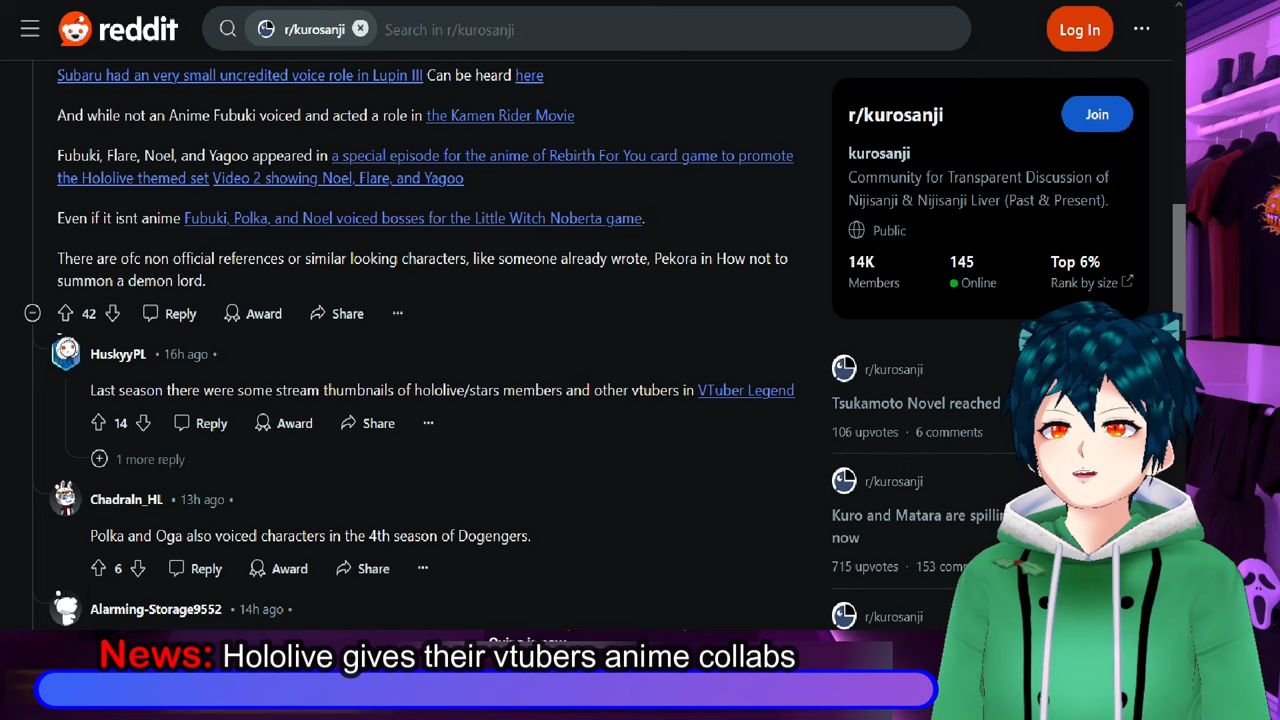 reddit
r/kurosanji
Search in r/kurosanji
Log In
Subaru had an very small uncredited voice role in Lupin III Can be heard here
And while not an Anime Fubuki voiced and acted a role in the Kamen Rider Movie
Fubuki, Flare, Noel, and Yagoo appeared in a special episode for the anime of Rebirth For You card game to promote
the Hololive themed set Video 2 showing Noel, Flare, and Yagoo
Even if it isnt anime Fubuki, Polka, and Noel voiced bosses for the Little Witch Noberta game.
There are ofc non official references or similar looking characters, like someone already wrote, Pekora in How not to
summon a demon lord.
42 Reply Award Share
HuskyyPL • 16h ago •
Last season there were some stream thumbnails of hololive/stars members and other vtubers in VTuber Legend
14 Reply Award Share
1 more reply
ChadraIn_HL • 13h ago •
Polka and Oga also voiced characters in the 4th season of Dogengers.
6 Reply Award Share
Alarming-Storage9552 • 14h ago •
r/kurosanji
Join
kurosanji
Community for Transparent Discussion of
Nijisanji & Nijisanji Liver (Past & Present).
Public
14K 145 Top 6%
Members Online Rank by size
r/kurosanji
Tsukamoto Novel reached
106 upvotes • 6 comments
r/kurosanji
Kuro and Matara are spillin
now
715 upvotes • 153 com
r/kurosanji
News: Hololive gives their vtubers anime collabs